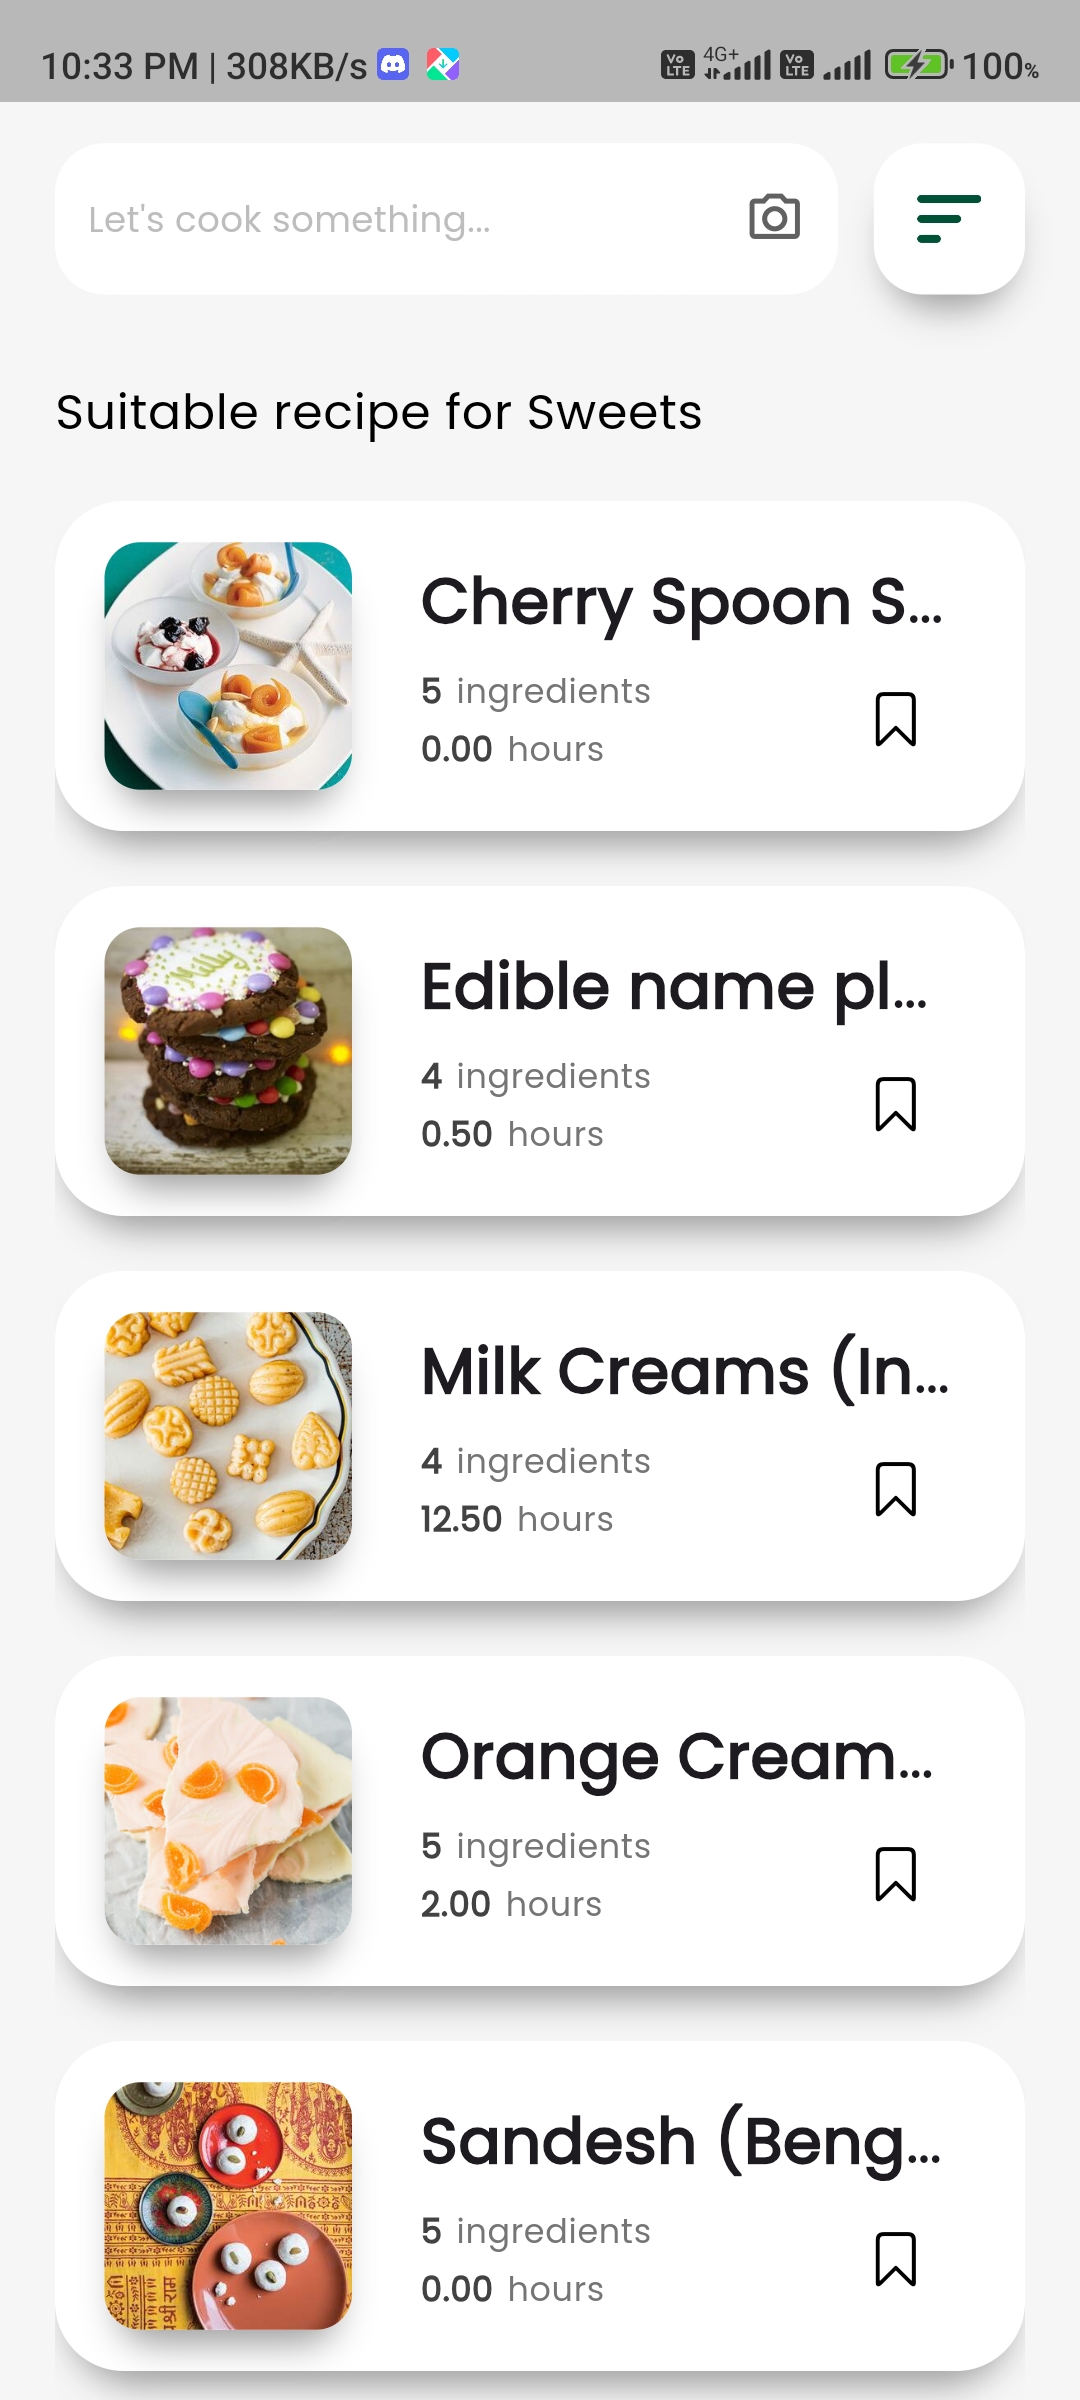 10:33 PM | 308KB/s Vo LTE 4G+ Vo LTE 100%
Let's cook something...
Suitable recipe for Sweets
Cherry Spoon S...
5 ingredients
0.00 hours
Milly
Edible name pl...
4 ingredients
0.50 hours
Milk Creams (In...
4 ingredients
12.50 hours
Orange Cream...
5 ingredients
2.00 hours
Sandesh (Beng...
5 ingredients
0.00 hours